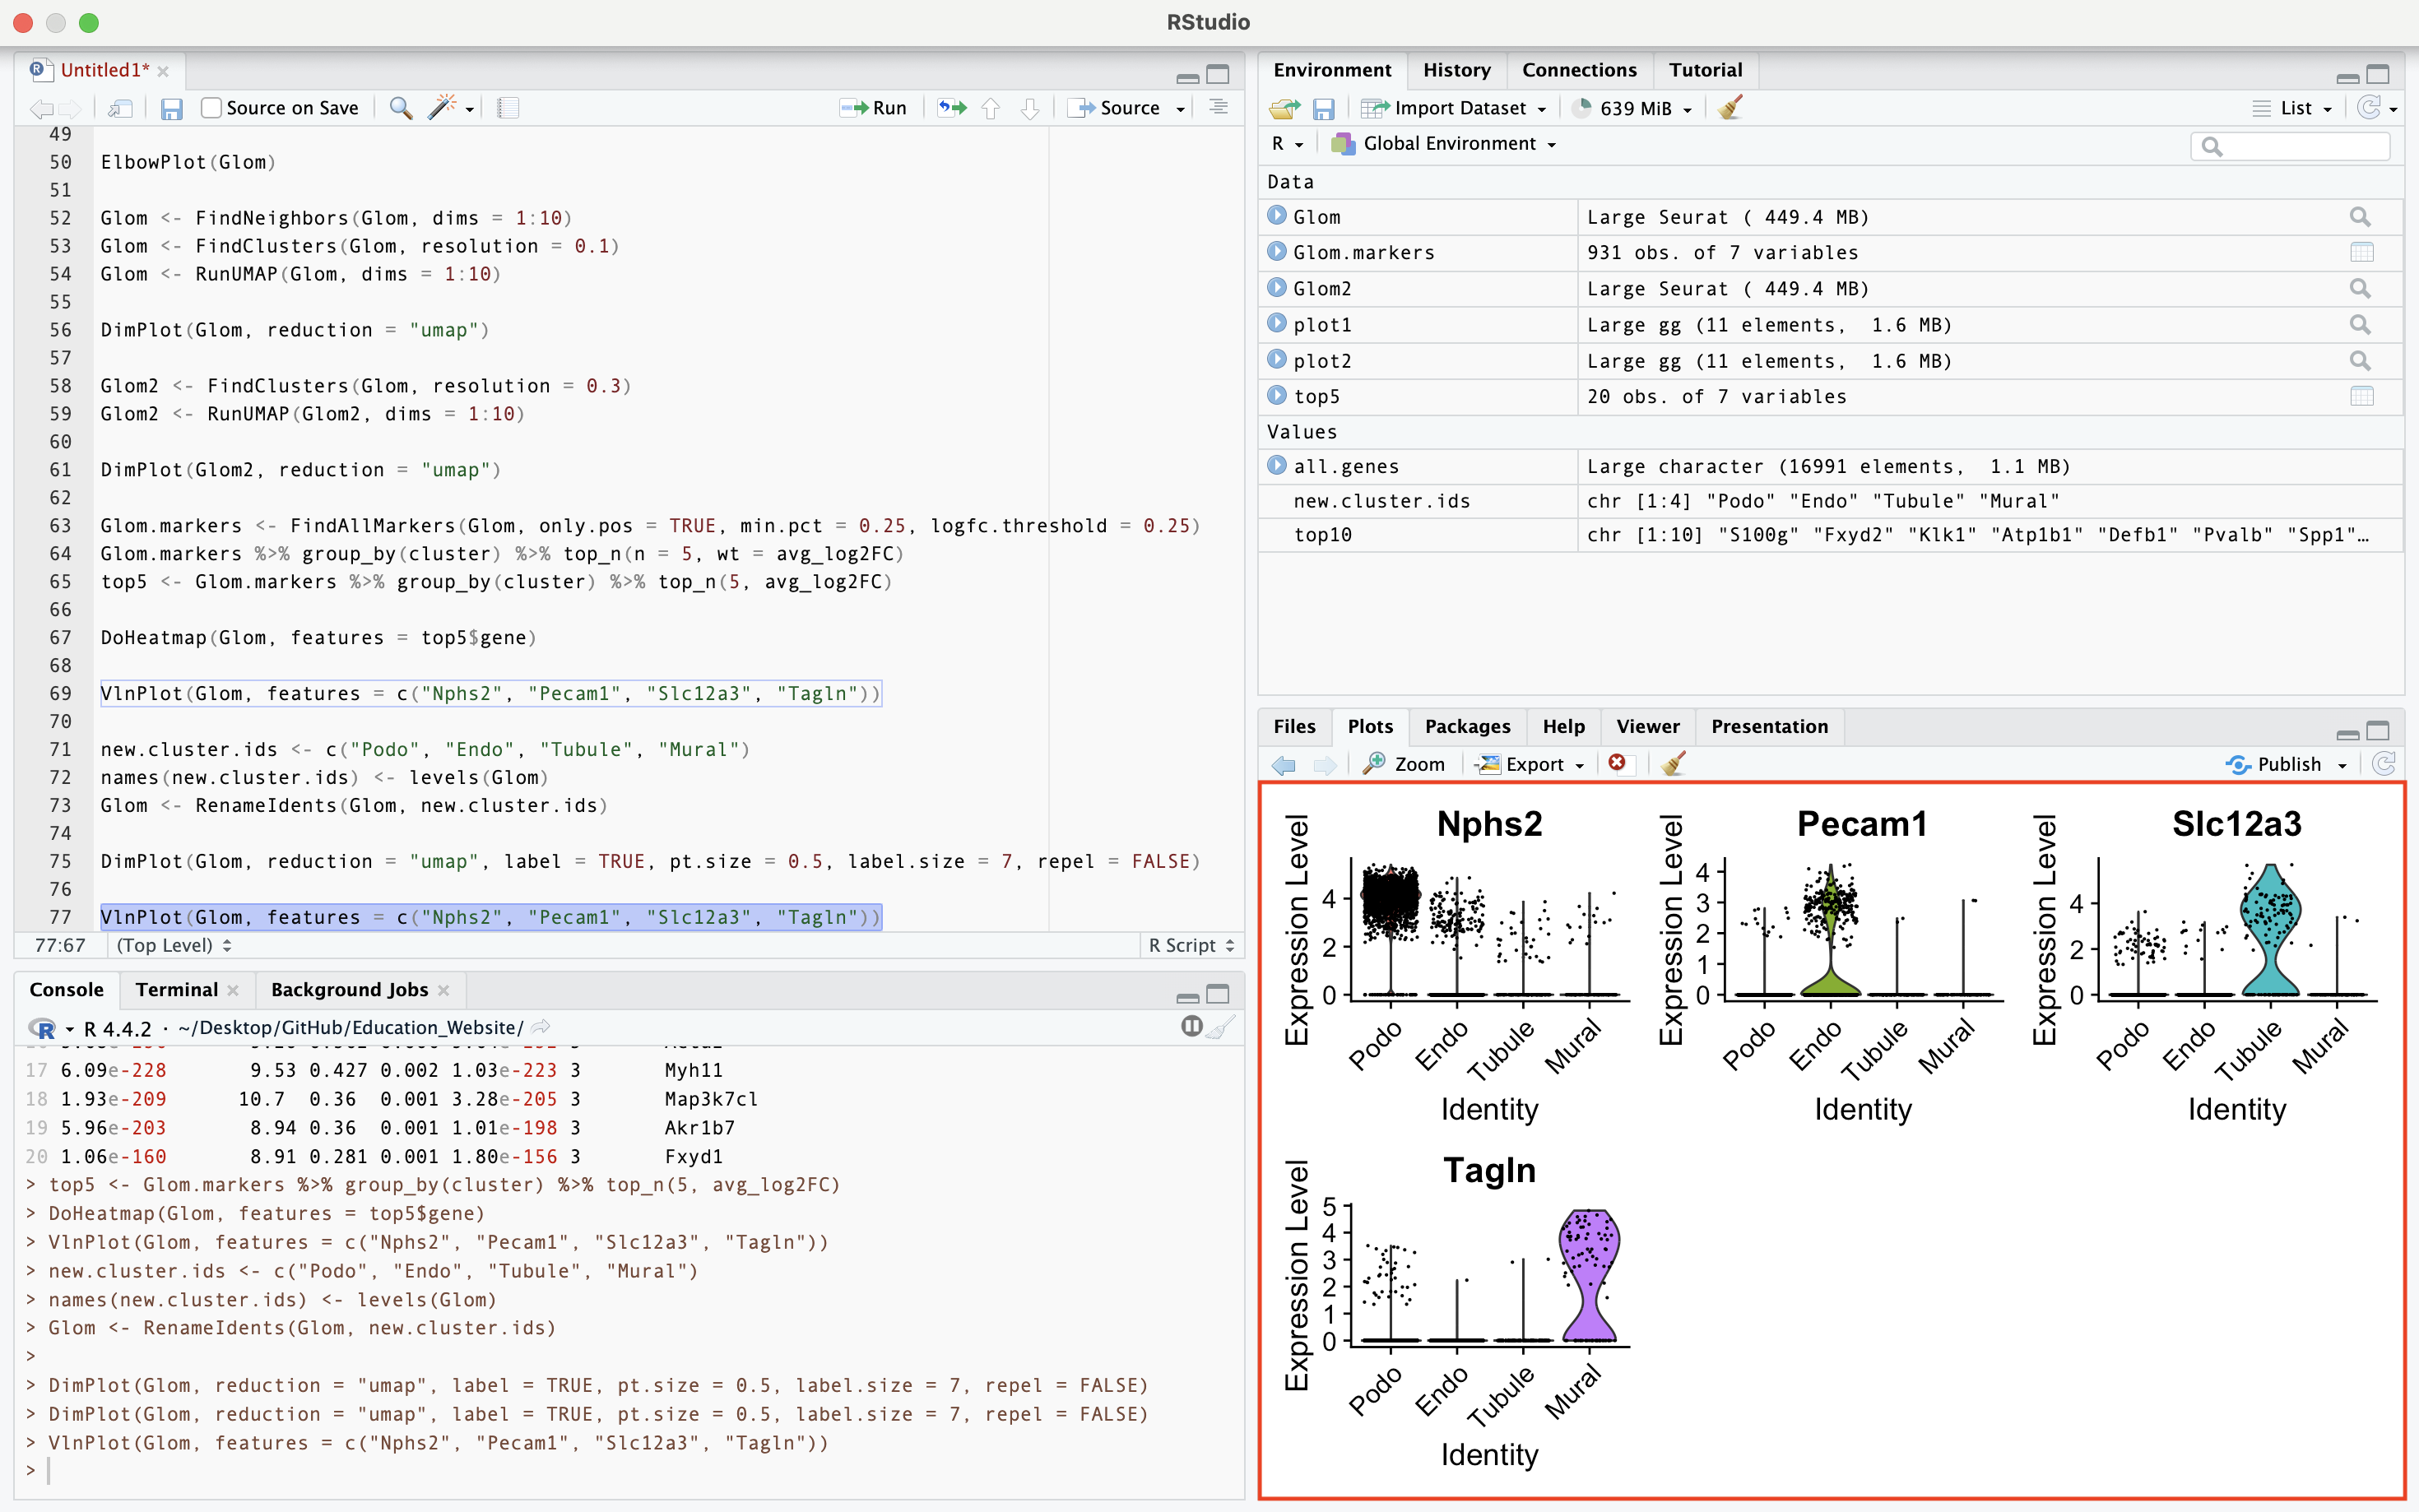 RStudio
Untitled1*
Source on Save
Run
Source
49
50 ElbowPlot(Glom)
51
52 Glom <- FindNeighbors(Glom, dims = 1:10)
53 Glom <- FindClusters(Glom, resolution = 0.1)
54 Glom <- RunUMAP(Glom, dims = 1:10)
55
56 DimPlot(Glom, reduction = "umap")
57
58 Glom2 <- FindClusters(Glom, resolution = 0.3)
59 Glom2 <- RunUMAP(Glom2, dims = 1:10)
60
61 DimPlot(Glom2, reduction = "umap")
62
63 Glom.markers <- FindAllMarkers(Glom, only.pos = TRUE, min.pct = 0.25, logfc.threshold = 0.25)
64 Glom.markers %>% group_by(cluster) %>% top_n(n = 5, wt = avg_log2FC)
65 top5 <- Glom.markers %>% group_by(cluster) %>% top_n(5, avg_log2FC)
66
67 DoHeatmap(Glom, features = top5$gene)
68
69 VlnPlot(Glom, features = c("Nphs2", "Pecam1", "Slc12a3", "Tagln"))
70
71 new.cluster.ids <- c("Podo", "Endo", "Tubule", "Mural")
72 names(new.cluster.ids) <- levels(Glom)
73 Glom <- RenameIdents(Glom, new.cluster.ids)
74
75 DimPlot(Glom, reduction = "umap", label = TRUE, pt.size = 0.5, label.size = 7, repel = FALSE)
76
77 VlnPlot(Glom, features = c("Nphs2", "Pecam1", "Slc12a3", "Tagln"))
77:67 (Top Level) R Script
Console Terminal Background Jobs
R R 4.4.2 · ~/Desktop/GitHub/Education_Website/
17 6.09e-228 9.53 0.427 0.002 1.03e-223 3 Myh11
18 1.93e-209 10.7 0.36 0.001 3.28e-205 3 Map3k7cl
19 5.96e-203 8.94 0.36 0.001 1.01e-198 3 Akr1b7
20 1.06e-160 8.91 0.281 0.001 1.80e-156 3 Fxyd1
> top5 <- Glom.markers %>% group_by(cluster) %>% top_n(5, avg_log2FC)
> DoHeatmap(Glom, features = top5$gene)
> VlnPlot(Glom, features = c("Nphs2", "Pecam1", "Slc12a3", "Tagln"))
> new.cluster.ids <- c("Podo", "Endo", "Tubule", "Mural")
> names(new.cluster.ids) <- levels(Glom)
> Glom <- RenameIdents(Glom, new.cluster.ids)
>
> DimPlot(Glom, reduction = "umap", label = TRUE, pt.size = 0.5, label.size = 7, repel = FALSE)
> DimPlot(Glom, reduction = "umap", label = TRUE, pt.size = 0.5, label.size = 7, repel = FALSE)
> VlnPlot(Glom, features = c("Nphs2", "Pecam1", "Slc12a3", "Tagln"))
>
Environment History Connections Tutorial
Import Dataset 639 MiB List
R Global Environment
Data
Glom Large Seurat ( 449.4 MB)
Glom.markers 931 obs. of 7 variables
Glom2 Large Seurat ( 449.4 MB)
plot1 Large gg (11 elements, 1.6 MB)
plot2 Large gg (11 elements, 1.6 MB)
top5 20 obs. of 7 variables
Values
all.genes Large character (16991 elements, 1.1 MB)
new.cluster.ids chr [1:4] "Podo" "Endo" "Tubule" "Mural"
top10 chr [1:10] "S100g" "Fxyd2" "Klk1" "Atp1b1" "Defb1" "Pvalb" "Spp1"…
Files Plots Packages Help Viewer Presentation
Zoom Export Publish
Nphs2
Expression Level
4
2
0
Podo Endo Tubule Mural
Identity
Pecam1
Expression Level
4
3
2
1
0
Podo Endo Tubule Mural
Identity
Slc12a3
Expression Level
4
2
0
Podo Endo Tubule Mural
Identity
Tagln
Expression Level
5
4
3
2
1
0
Podo Endo Tubule Mural
Identity